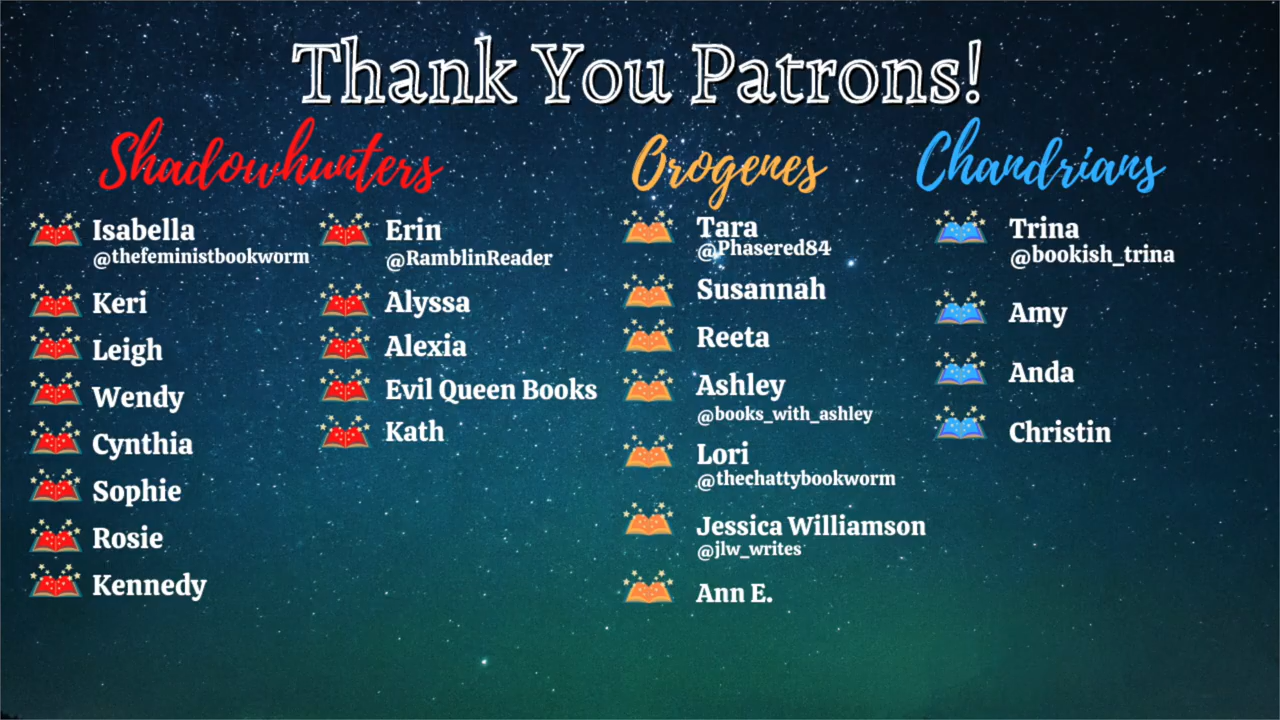 Thank You Patrons!
Shadowhunters
Isabella
@thefeministbookworm
Keri
Leigh
Wendy
Cynthia
Sophie
Rosie
Kennedy
Erin
@RamblinReader
Alyssa
Alexia
Evil Queen Books
Kath
Orogenes
Tara
@Phasered84
Susannah
Reeta
Ashley
@books_with_ashley
Lori
@thechattybookworm
Jessica Williamson
@jlw_writes
Ann E.
Chandrians
Trina
@bookish_trina
Amy
Anda
Christin